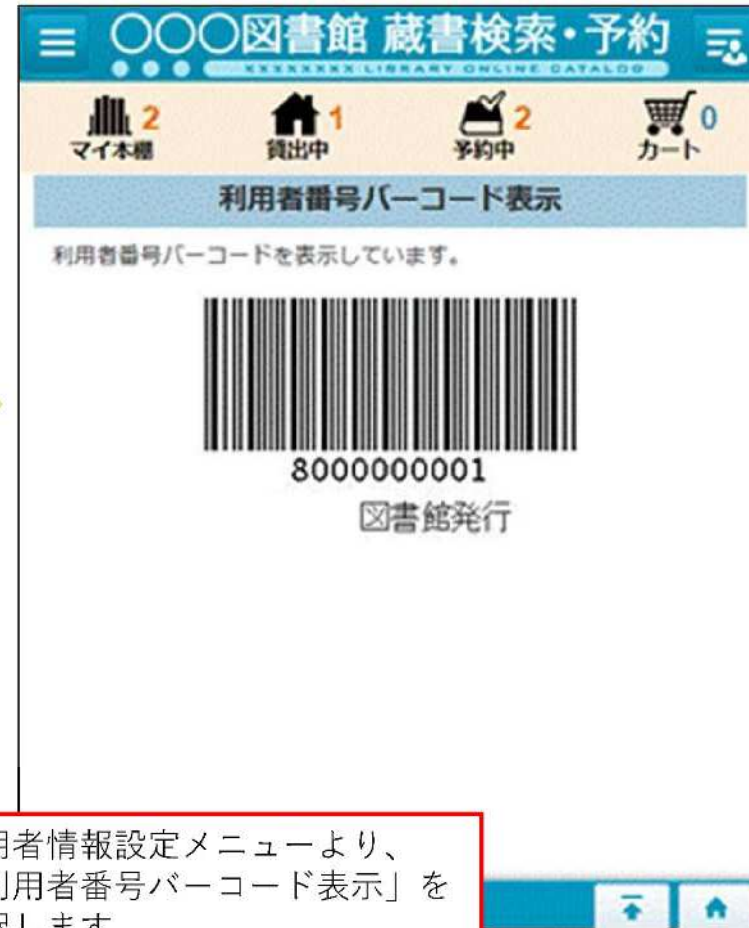 ○○○図書館 蔵書検索・予約
XXXXXXXX LIBRARY ONLINE CATALOG
2
マイ本棚
1
貸出中
2
予約中
0
カート
利用者番号バーコード表示
利用者番号バーコードを表示しています。
8000000001
図書館発行
用者情報設定メニューより、
利用者番号バーコード表示」を
します